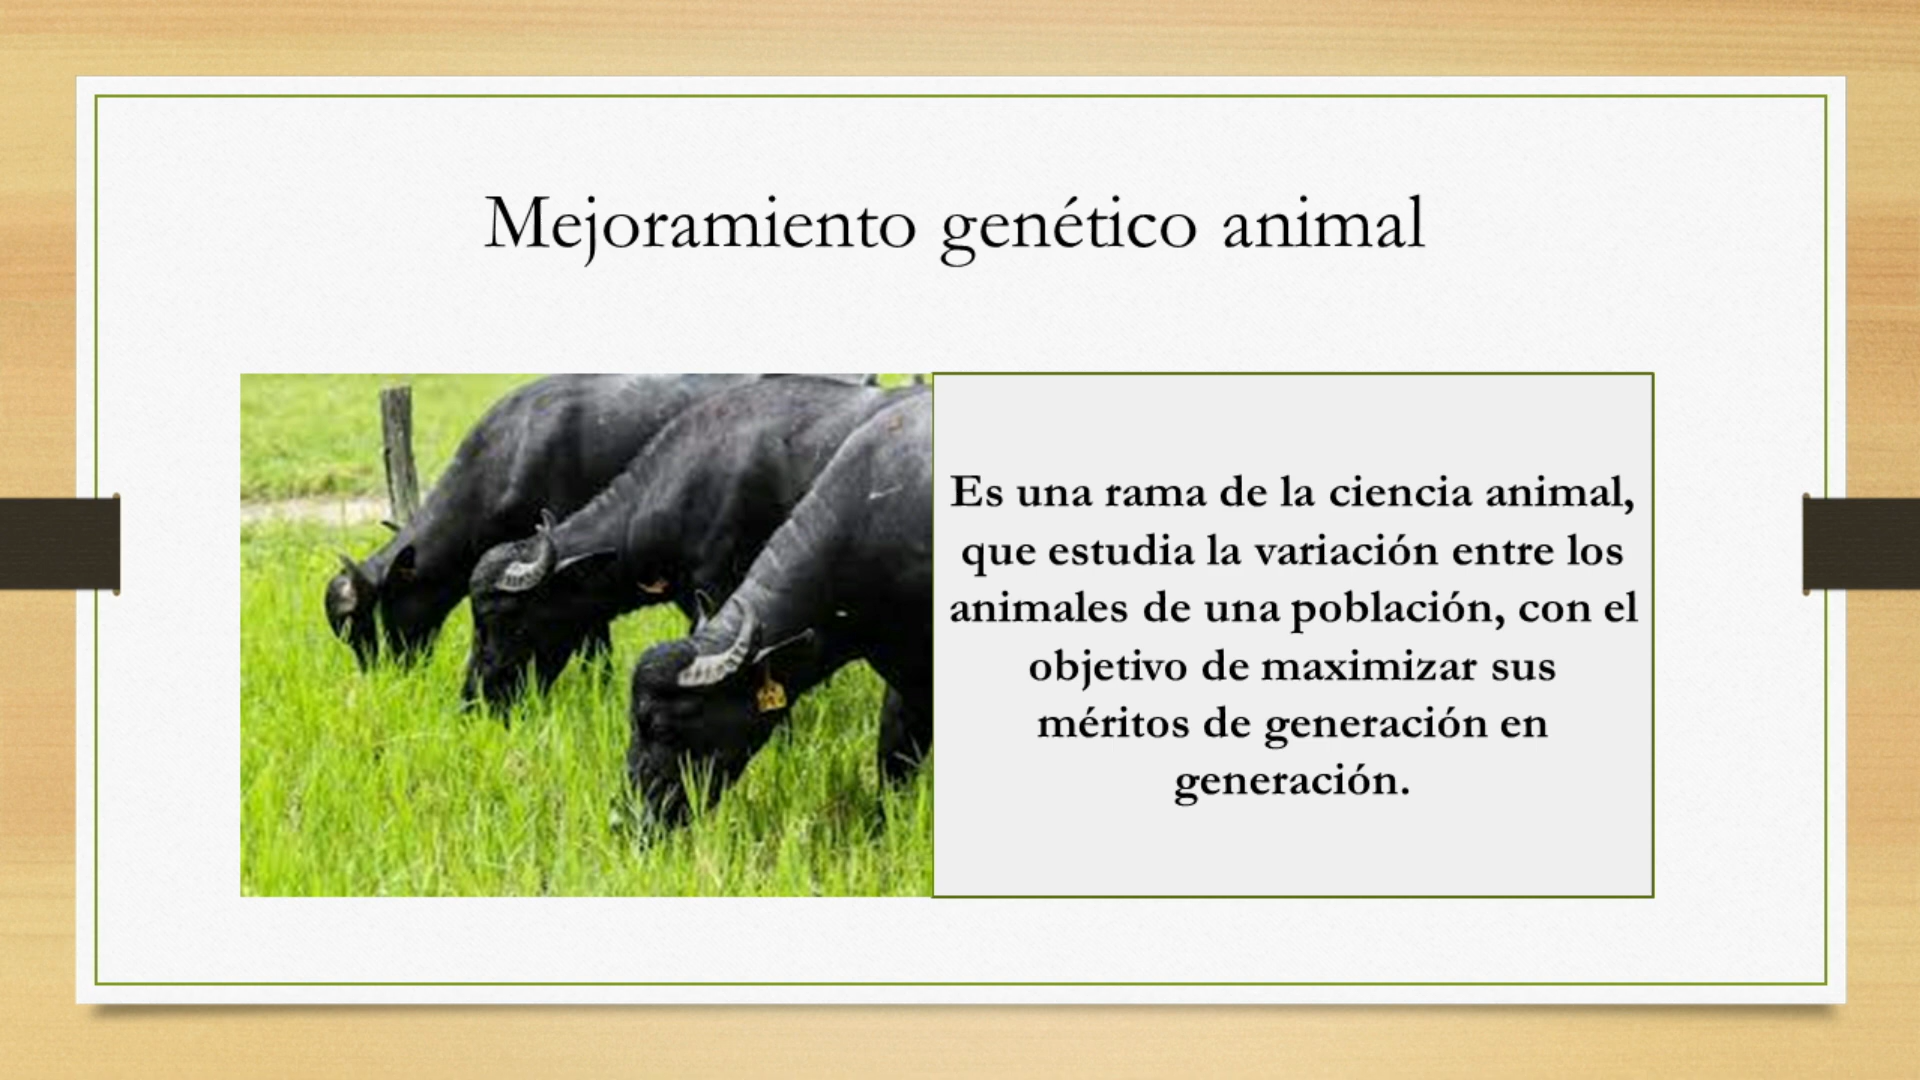 Mejoramiento genético animal
Es una rama de la ciencia animal,
que estudia la variación entre los
animales de una población, con el
objetivo de maximizar sus
méritos de generación en
generación.